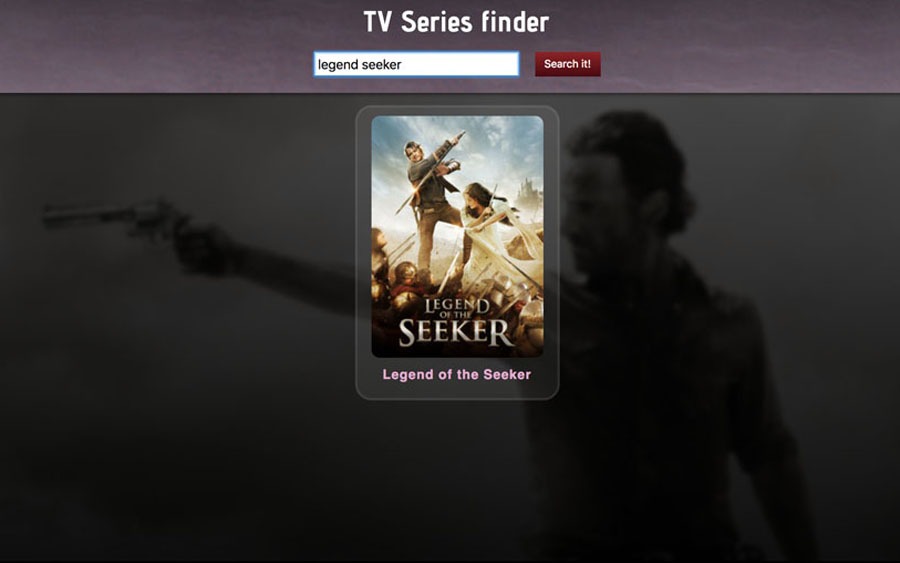 TV Series finder
legend seeker
Search it!
LEGEND
OF THE
SEEKER
Legend of the Seeker